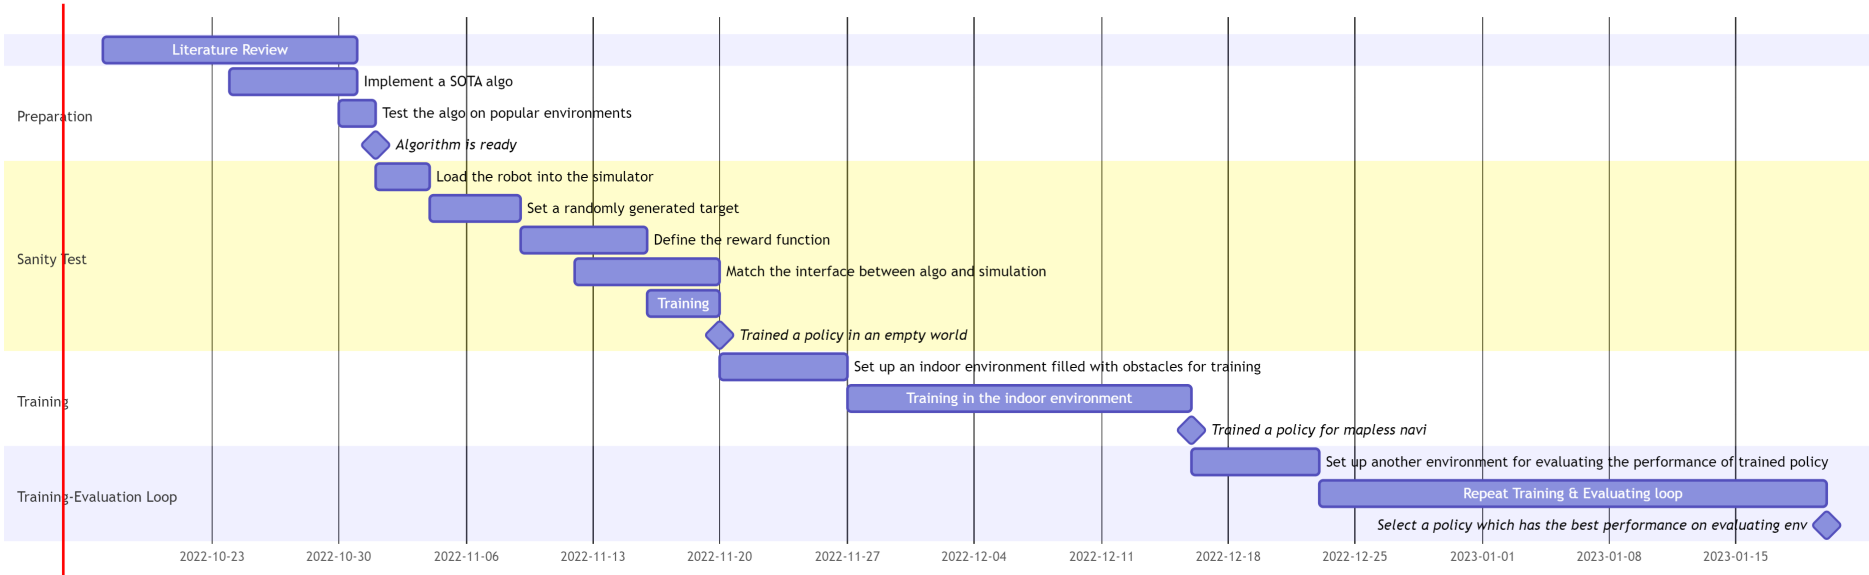 Literature Review
Implement a SOTA algo
Preparation
Test the algo on popular environments
Algorithm is ready
Load the robot into the simulator
Set a randomly generated target
Define the reward function
Sanity Test
Match the interface between algo and simulation
Training
Trained a policy in an empty world
Set up an indoor environment filled with obstacles for training
Training
Training in the indoor environment
Trained a policy for mapless navi
Set up another environment for evaluating the performance of trained policy
Training-Evaluation Loop
Repeat Training & Evaluating loop
Select a policy which has the best performance on evaluating env
2022-10-23 2022-10-30 2022-11-06 2022-11-13 2022-11-20 2022-11-27 2022-12-04 2022-12-11 2022-12-18 2022-12-25 2023-01-01 2023-01-08 2023-01-15